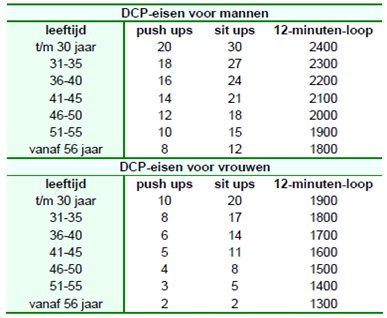 DCP-eisen voor mannen
leeftijd push ups sit ups 12-minuten-loop
t/m 30 jaar 20 30 2400
31-35 18 27 2300
36-40 16 24 2200
41-45 14 21 2100
46-50 12 18 2000
51-55 10 15 1900
vanaf 56 jaar 8 12 1800
DCP-eisen voor vrouwen
leeftijd push ups sit ups 12-minuten-loop
t/m 30 jaar 10 20 1900
31-35 8 17 1800
36-40 6 14 1700
41-45 5 11 1600
46-50 4 8 1500
51-55 3 5 1400
vanaf 56 jaar 2 2 1300